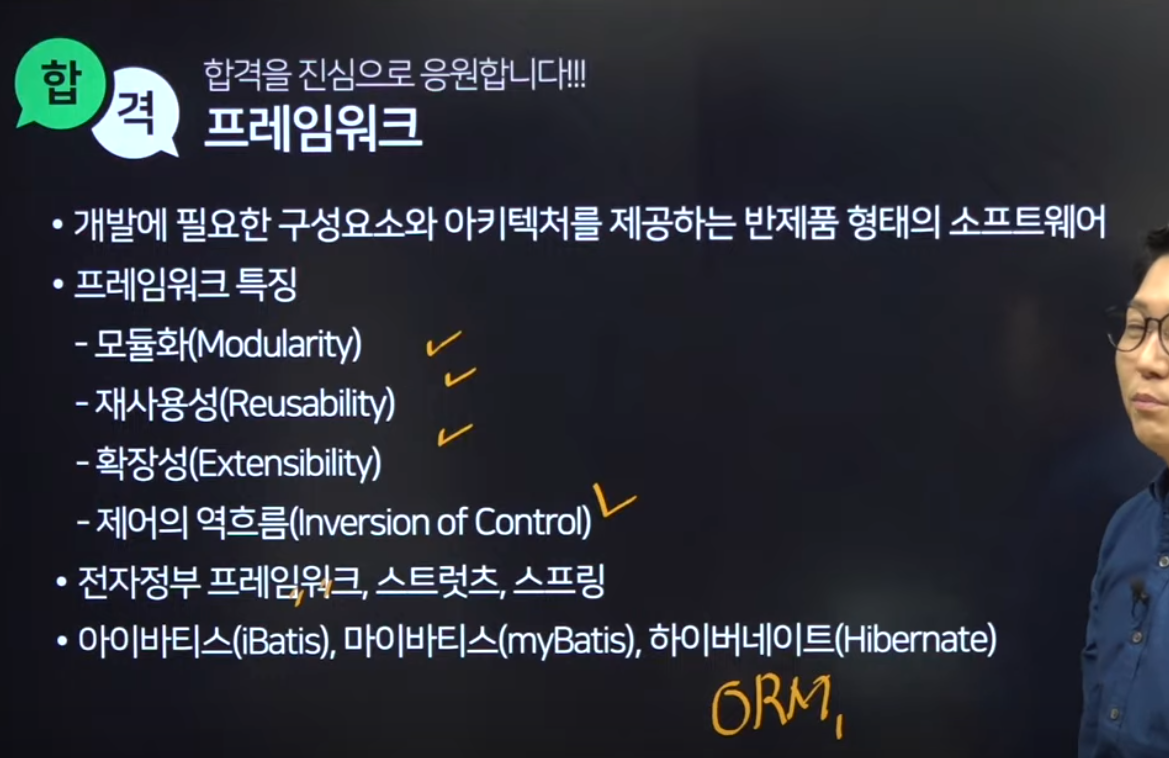 합격
합격을 진심으로 응원합니다!!!
프레임워크
• 개발에 필요한 구성요소와 아키텍처를 제공하는 반제품 형태의 소프트웨어
• 프레임워크 특징
- 모듈화(Modularity)
- 재사용성(Reusability)
- 확장성(Extensibility)
- 제어의 역흐름(Inversion of Control)
• 전자정부 프레임워크, 스트럿츠, 스프링
• 아이바티스(iBatis), 마이바티스(myBatis), 하이버네이트(Hibernate)
ORM,